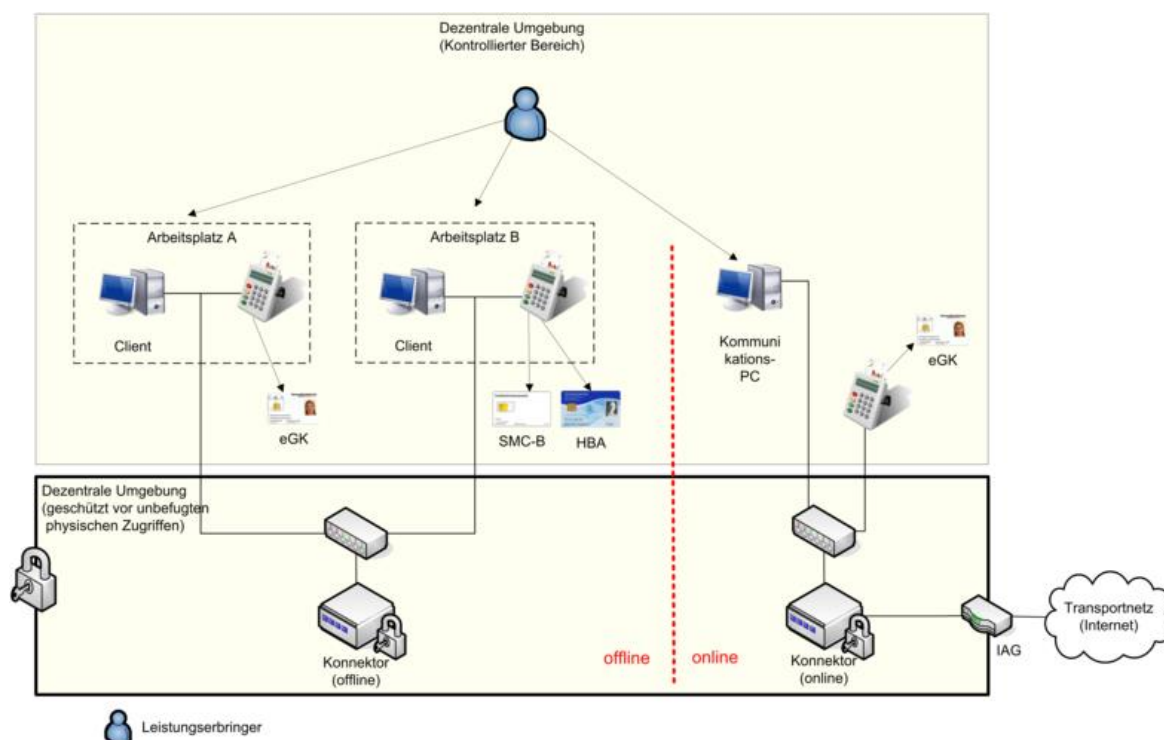 Dezentrale Umgebung
(Kontrollierter Bereich)
Arbeitsplatz A
Arbeitsplatz B
Client
Client
Kommuni
kations-
PC
eGK
eGK
SMC-B
HBA
Dezentrale Umgebung
(geschützt vor unbefugten
physischen Zugriffen)
offline
online
Konnektor
(offline)
Konnektor
(online)
IAG
Transportnetz
(Internet)
Leistungserbringer